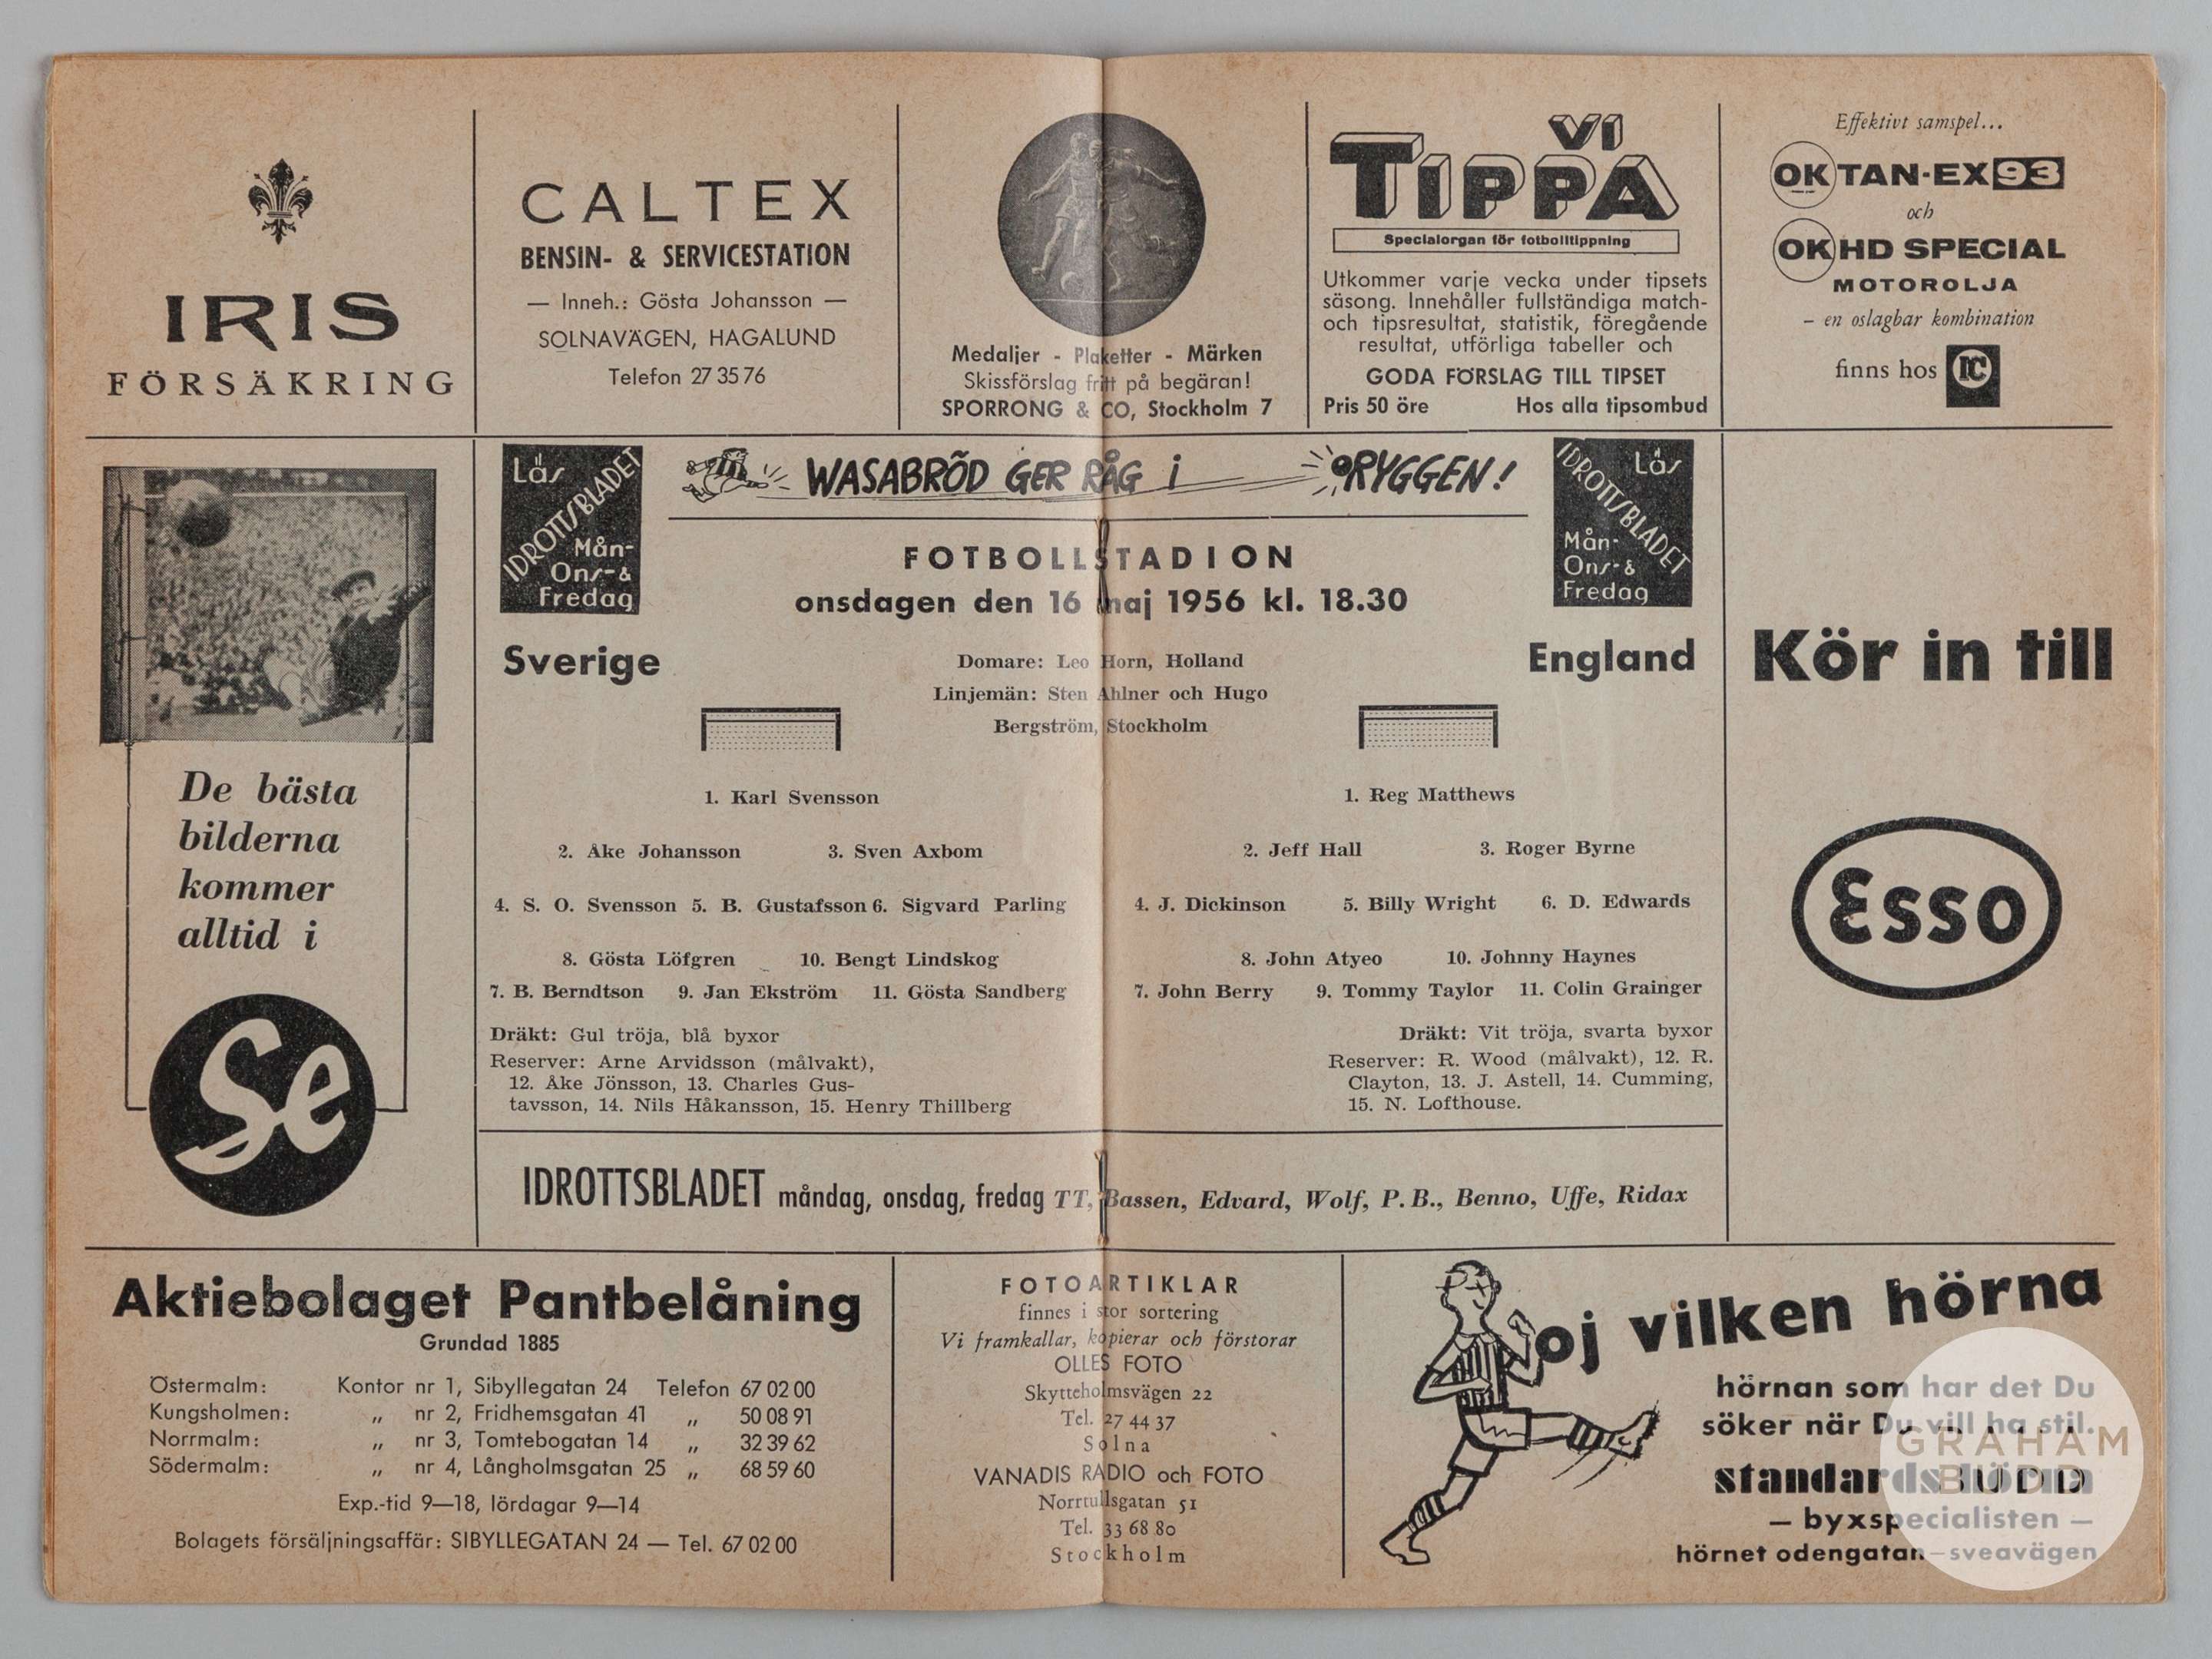 IRIS
FÖRSÄKRING
CALTEX
BENSIN- & SERVICESTATION
— Inneh.: Gösta Johansson —
SOLNAVÄGEN, HAGALUND
Telefon 27 35 76
Medaljer - Plaketter - Märken
Skissförslag fritt på begäran!
SPORRONG & CO, Stockholm 7
VI
TIPPA
Specialorgan för fotbolltippning
Utkommer varje vecka under tipsets
säsong. Innehåller fullständiga match-
och tipsresultat, statistik, föregående
resultat, utförliga tabeller och
GODA FÖRSLAG TILL TIPSET
Pris 50 öre Hos alla tipsombud
Effektivt samspel...
OKTAN-EX 93
och
OK HD SPECIAL
MOTOROLJA
– en oslagbar kombination
finns hos IC
De bästa
bilderna
kommer
alltid i
Se
Läs
IDROTTSBLADET
Mån-
Ons-&
Fredag
WASABRÖD GER RÅG i RYGGEN!
Läs
IDROTTSBLADET
Mån-
Ons-&
Fredag
FOTBOLLSTADION
onsdagen den 16 maj 1956 kl. 18.30
Sverige
Domare: Leo Horn, Holland
Linjemän: Sten Ahlner och Hugo
Bergström, Stockholm
England
1. Karl Svensson
2. Åke Johansson 3. Sven Axbom
4. S. O. Svensson 5. B. Gustafsson 6. Sigvard Parling
8. Gösta Löfgren 10. Bengt Lindskog
7. B. Berndtson 9. Jan Ekström 11. Gösta Sandberg
Dräkt: Gul tröja, blå byxor
Reserver: Arne Arvidsson (målvakt),
12. Åke Jönsson, 13. Charles Gus-
tavsson, 14. Nils Håkansson, 15. Henry Thillberg
1. Reg Matthews
2. Jeff Hall 3. Roger Byrne
4. J. Dickinson 5. Billy Wright 6. D. Edwards
8. John Atyeo 10. Johnny Haynes
7. John Berry 9. Tommy Taylor 11. Colin Grainger
Dräkt: Vit tröja, svarta byxor
Reserver: R. Wood (målvakt), 12. R.
Clayton, 13. J. Astell, 14. Cumming,
15. N. Lofthouse.
IDROTTSBLADET måndag, onsdag, fredag TT, Bassen, Edvard, Wolf, P. B., Benno, Uffe, Ridax
Kör in till
Esso
Aktiebolaget Pantbelåning
Grundad 1885
Östermalm: Kontor nr 1, Sibyllegatan 24 Telefon 67 02 00
Kungsholmen: „ nr 2, Fridhemsgatan 41 „ 50 08 91
Norrmalm: „ nr 3, Tomtebogatan 14 „ 32 39 62
Södermalm: „ nr 4, Långholmsgatan 25 „ 68 59 60
Exp.-tid 9—18, lördagar 9—14
Bolagets försäljningsaffär: SIBYLLEGATAN 24 — Tel. 67 02 00
FOTOARTIKLAR
finnes i stor sortering
Vi framkallar, kopierar och förstorar
OLLES FOTO
Skytteholmsvägen 22
Tel. 27 44 37
Solna
VANADIS RADIO och FOTO
Norrtullsgatan 51
Tel. 33 68 80
Stockholm
oj vilken hörna
hörnan som har det Du
söker när Du vill ha stil.
standard
— byxspecialisten —
hörnet odengatan—sveavägen
GRAHAM
BUDD